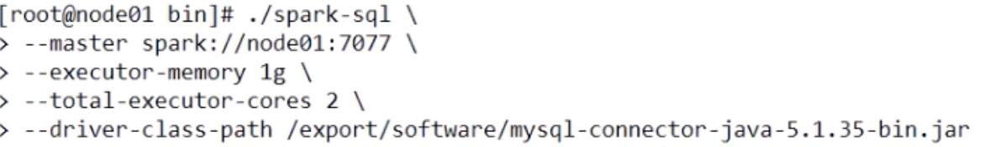 [root@node01 bin]# ./spark-sql \
> --master spark://node01:7077 \
> --executor-memory 1g \
> --total-executor-cores 2 \
> --driver-class-path /export/software/mysql-connector-java-5.1.35-bin.jar